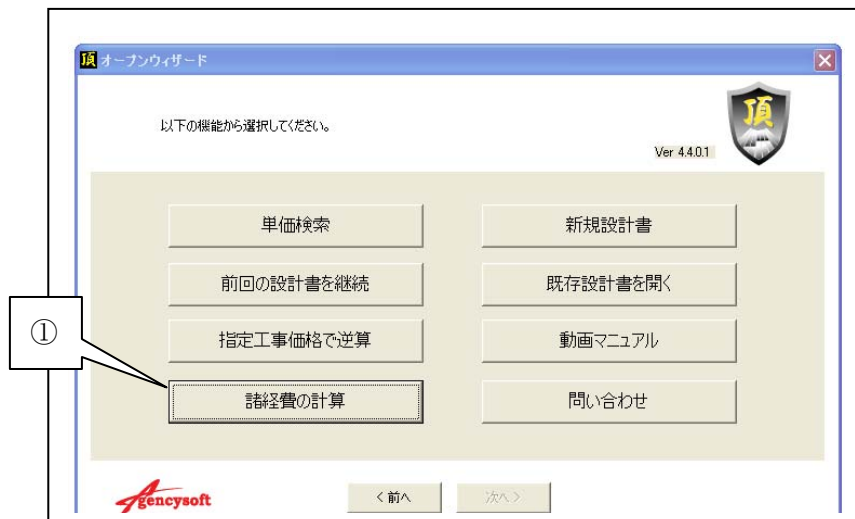 頂 オープンウィザード
以下の機能から選択してください。
頂
Ver 4.4.0.1
単価検索
新規設計書
前回の設計書を継続
既存設計書を開く
①
指定工事価格で逆算
動画マニュアル
諸経費の計算
問い合わせ
Agencysoft
< 前へ
次へ >